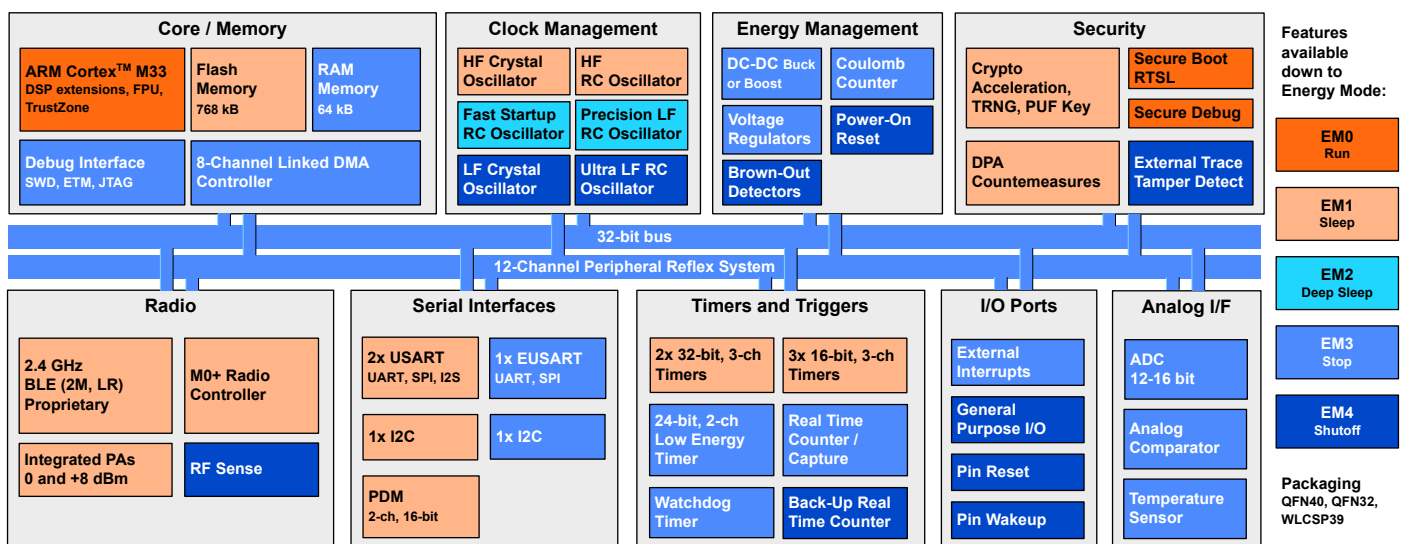 Core / Memory
ARM Cortex™ M33
DSP extensions, FPU,
TrustZone
Flash
Memory
768 kB
RAM
Memory
64 kB
Debug Interface
SWD, ETM, JTAG
8-Channel Linked DMA
Controller
Clock Management
HF Crystal
Oscillator
HF
RC Oscillator
Fast Startup
RC Oscillator
Precision LF
RC Oscillator
LF Crystal
Oscillator
Ultra LF RC
Oscillator
Energy Management
DC-DC Buck
or Boost
Coulomb
Counter
Voltage
Regulators
Power-On
Reset
Brown-Out
Detectors
Security
Crypto
Acceleration,
TRNG, PUF Key
Secure Boot
RTSL
Secure Debug
DPA
Countemeasures
External Trace
Tamper Detect
Features
available
down to
Energy Mode:
EM0
Run
EM1
Sleep
EM2
Deep Sleep
EM3
Stop
EM4
Shutoff
Packaging
QFN40, QFN32,
WLCSP39
32-bit bus
12-Channel Peripheral Reflex System
Radio
2.4 GHz
BLE (2M, LR)
Proprietary
M0+ Radio
Controller
Integrated PAs
0 and +8 dBm
RF Sense
Serial Interfaces
2x USART
UART, SPI, I2S
1x EUSART
UART, SPI
1x I2C
1x I2C
PDM
2-ch, 16-bit
Timers and Triggers
2x 32-bit, 3-ch
Timers
3x 16-bit, 3-ch
Timers
24-bit, 2-ch
Low Energy
Timer
Real Time
Counter /
Capture
Watchdog
Timer
Back-Up Real
Time Counter
I/O Ports
External
Interrupts
General
Purpose I/O
Pin Reset
Pin Wakeup
Analog I/F
ADC
12-16 bit
Analog
Comparator
Temperature
Sensor